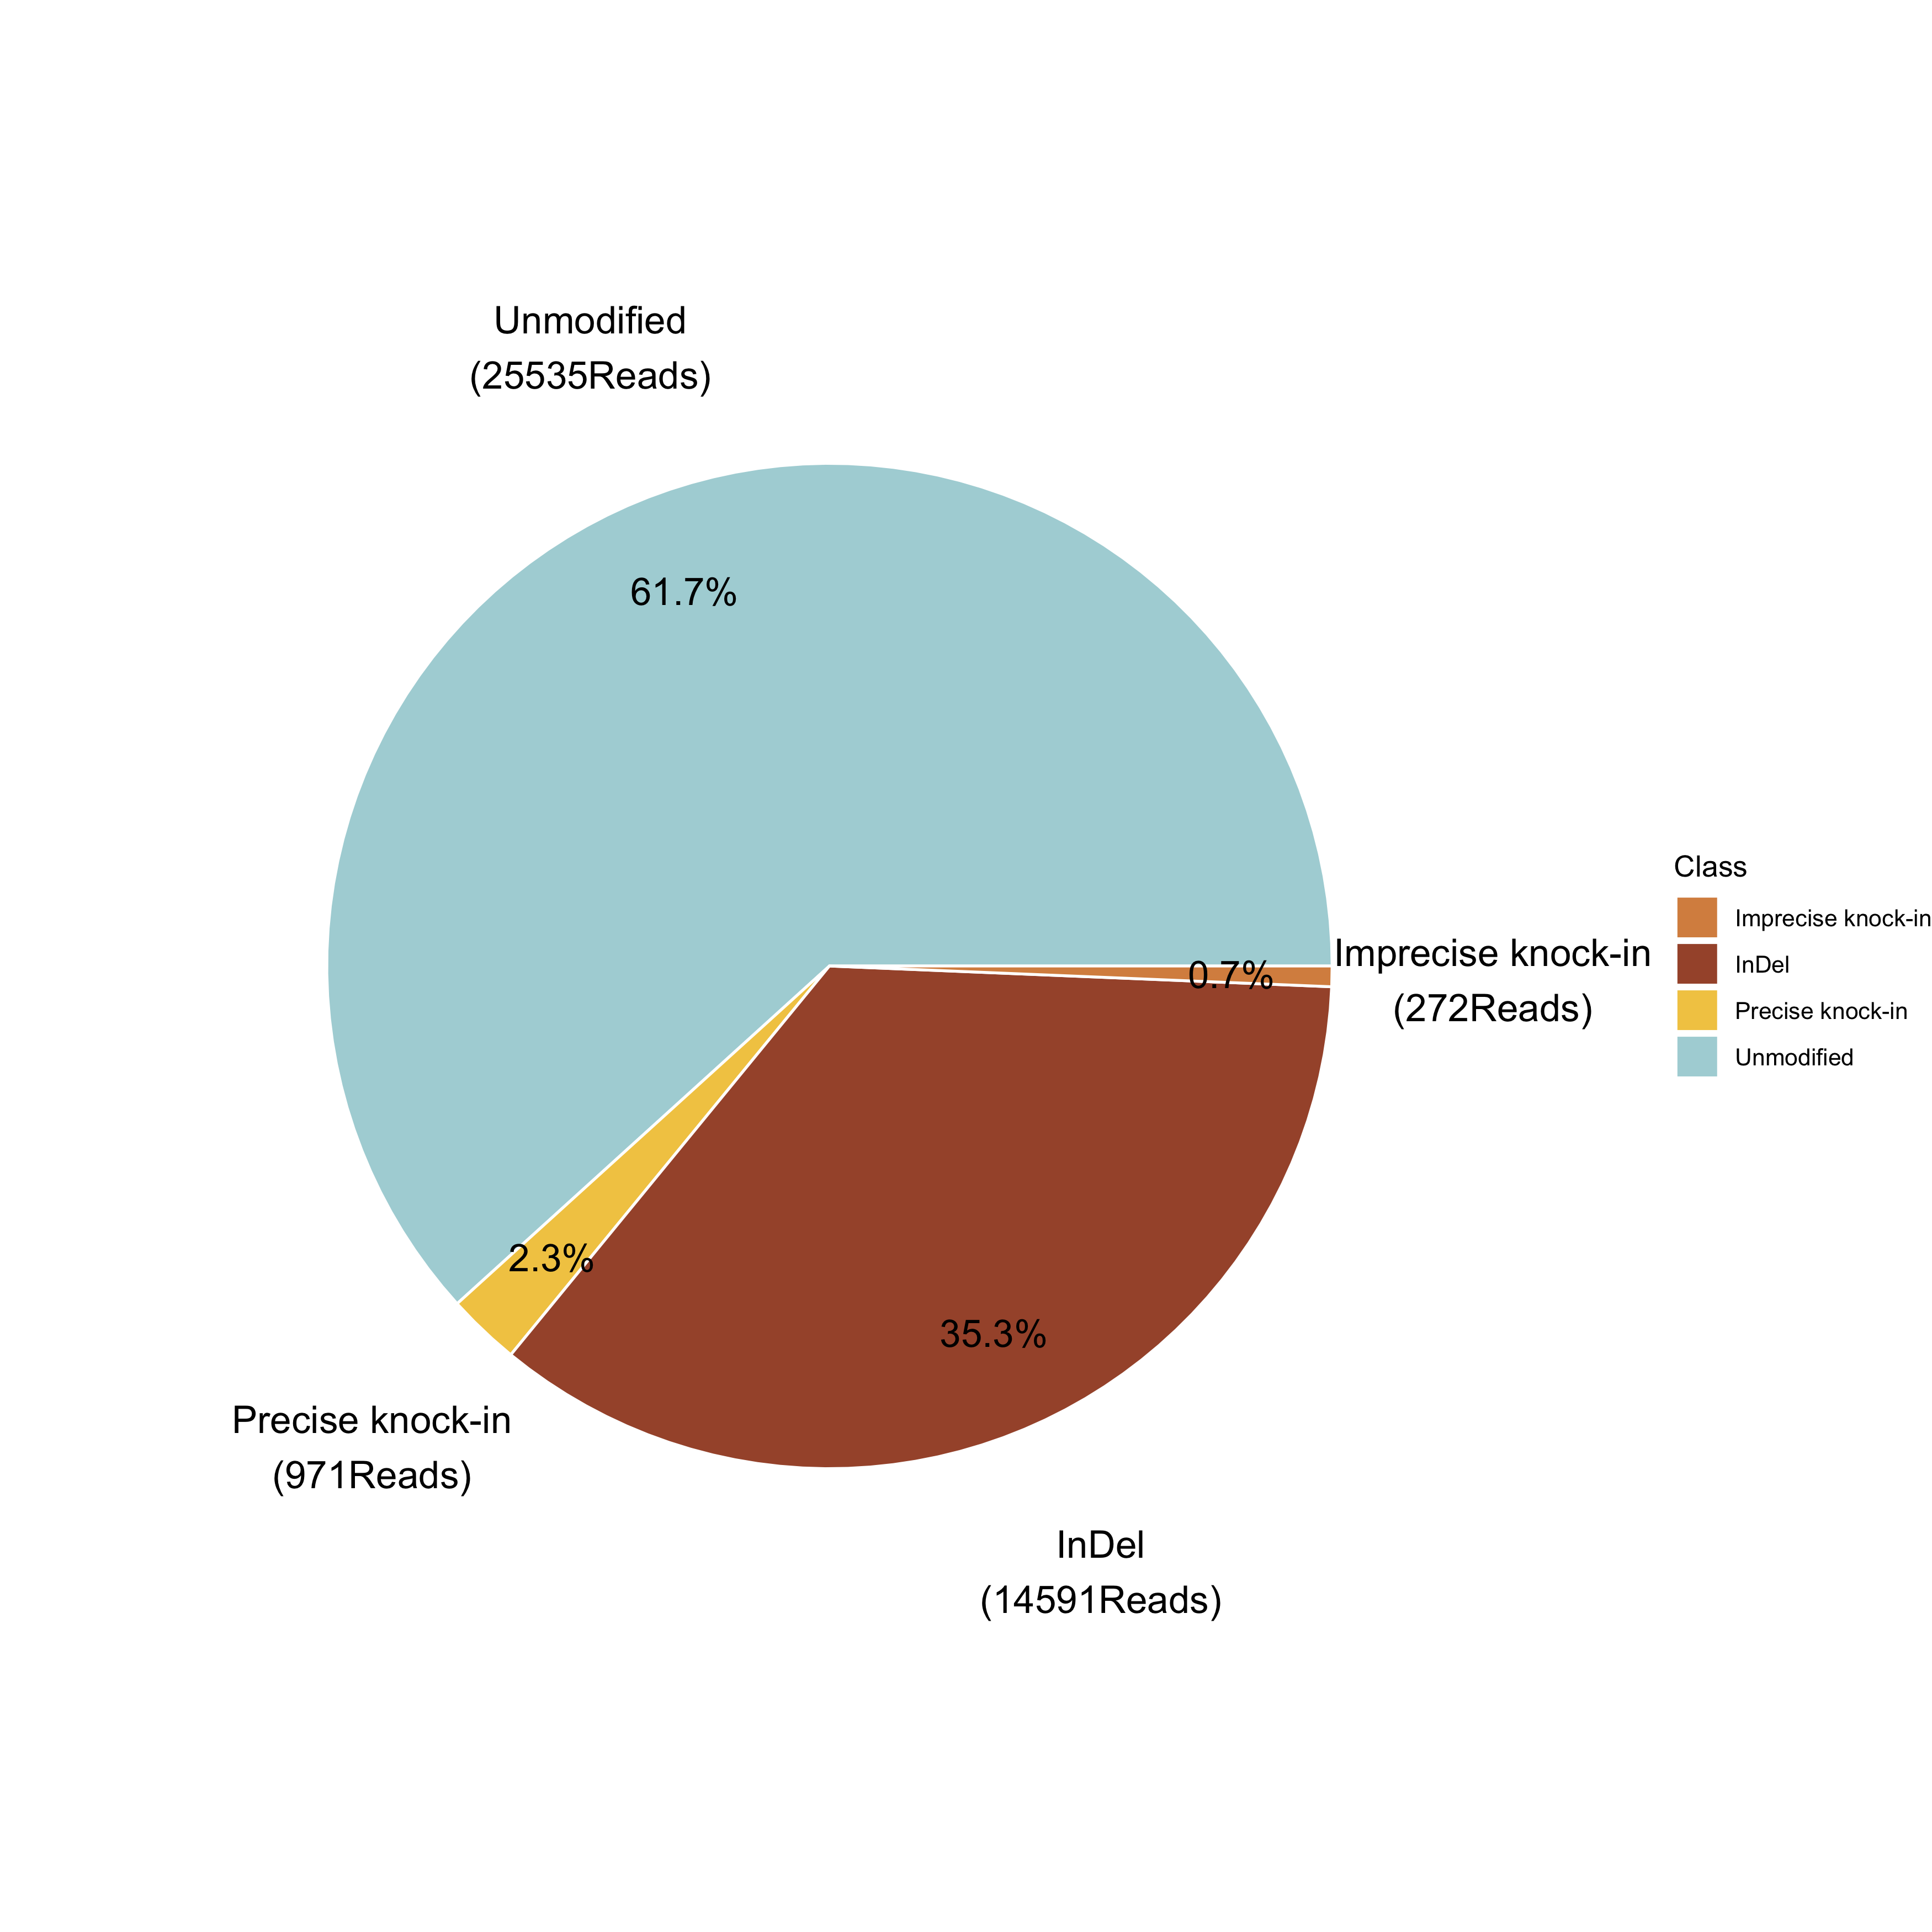 Unmodified
(25535Reads)
61.7%
Imprecise knock-in
(272Reads)
0.7%
2.3%
35.3%
Precise knock-in
(971Reads)
InDel
(14591Reads)
Class
Imprecise knock-in
InDel
Precise knock-in
Unmodified